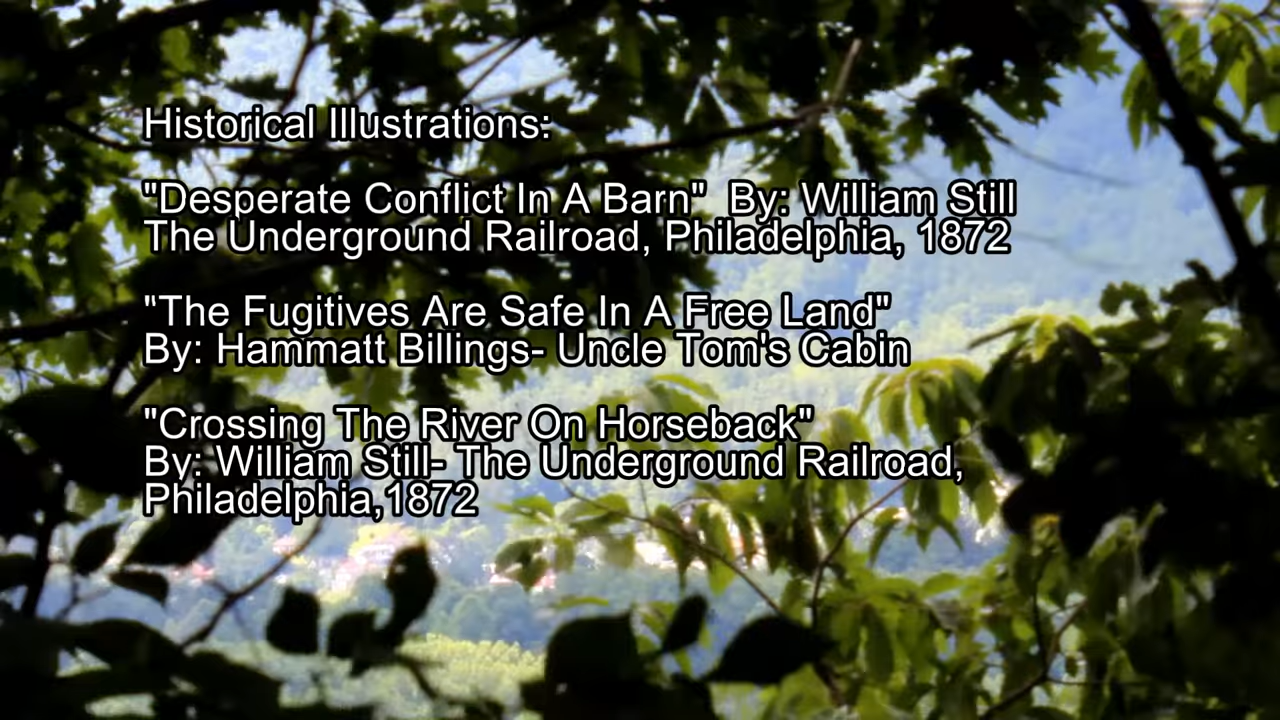 Historical Illustrations:
"Desperate Conflict In A Barn"  By: William Still
The Underground Railroad, Philadelphia, 1872
"The Fugitives Are Safe In A Free Land"
By: Hammatt Billings- Uncle Tom's Cabin
"Crossing The River On Horseback"
By: William Still- The Underground Railroad,
Philadelphia,1872